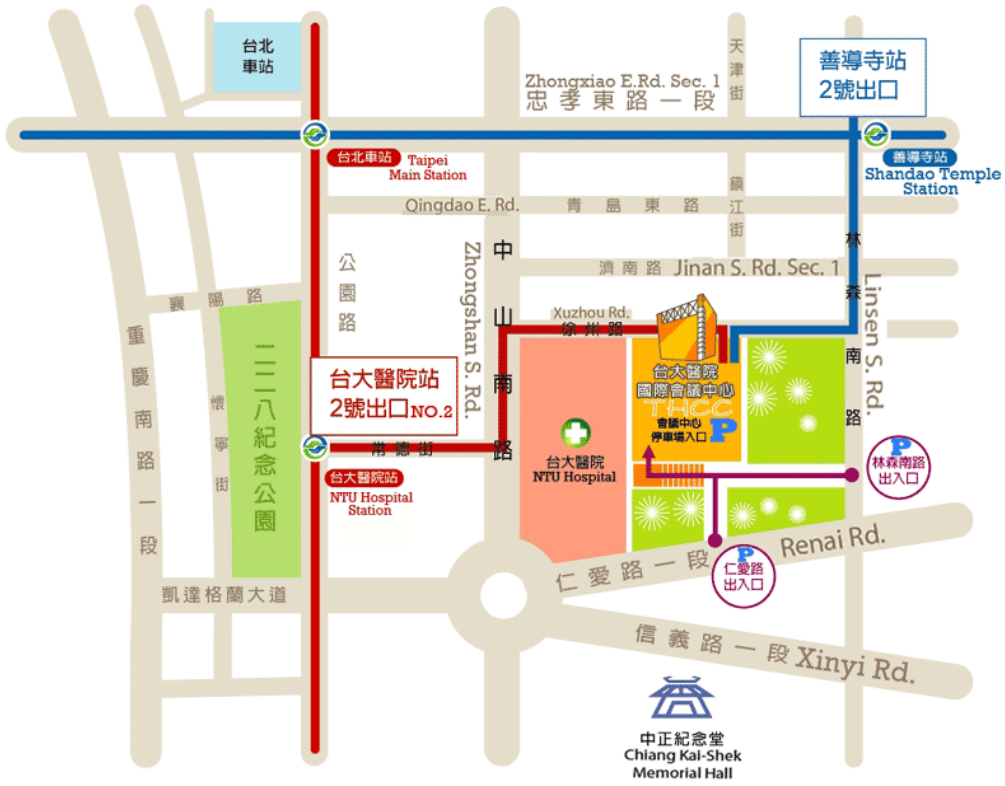 台北
車站
Zhongxiao E.Rd. Sec. 1
忠孝東路一段
天津街
善導寺站
2號出口
台北車站
Taipei
Main Station
善導寺站
Shandao Temple
Station
Qingdao E. Rd.
青島東路
鎮江街
公園路
中山南路
Zhongshan S. Rd.
濟南路 Jinan S. Rd. Sec. 1
林森南路
Linsen S. Rd.
襄陽路
Xuzhou Rd.
徐州路
重慶南路一段
懷寧街
二二八紀念公園
台大醫院站
2號出口NO.2
常德街
台大醫院站
NTU Hospital
Station
台大醫院
NTU Hospital
台大醫院
國際會議中心
THCC
會議中心
停車場入口 P
P
林森南路
出入口
P
仁愛路
出入口
仁愛路一段 Renai Rd.
凱達格蘭大道
信義路一段 Xinyi Rd.
中正紀念堂
Chiang Kai-Shek
Memorial Hall